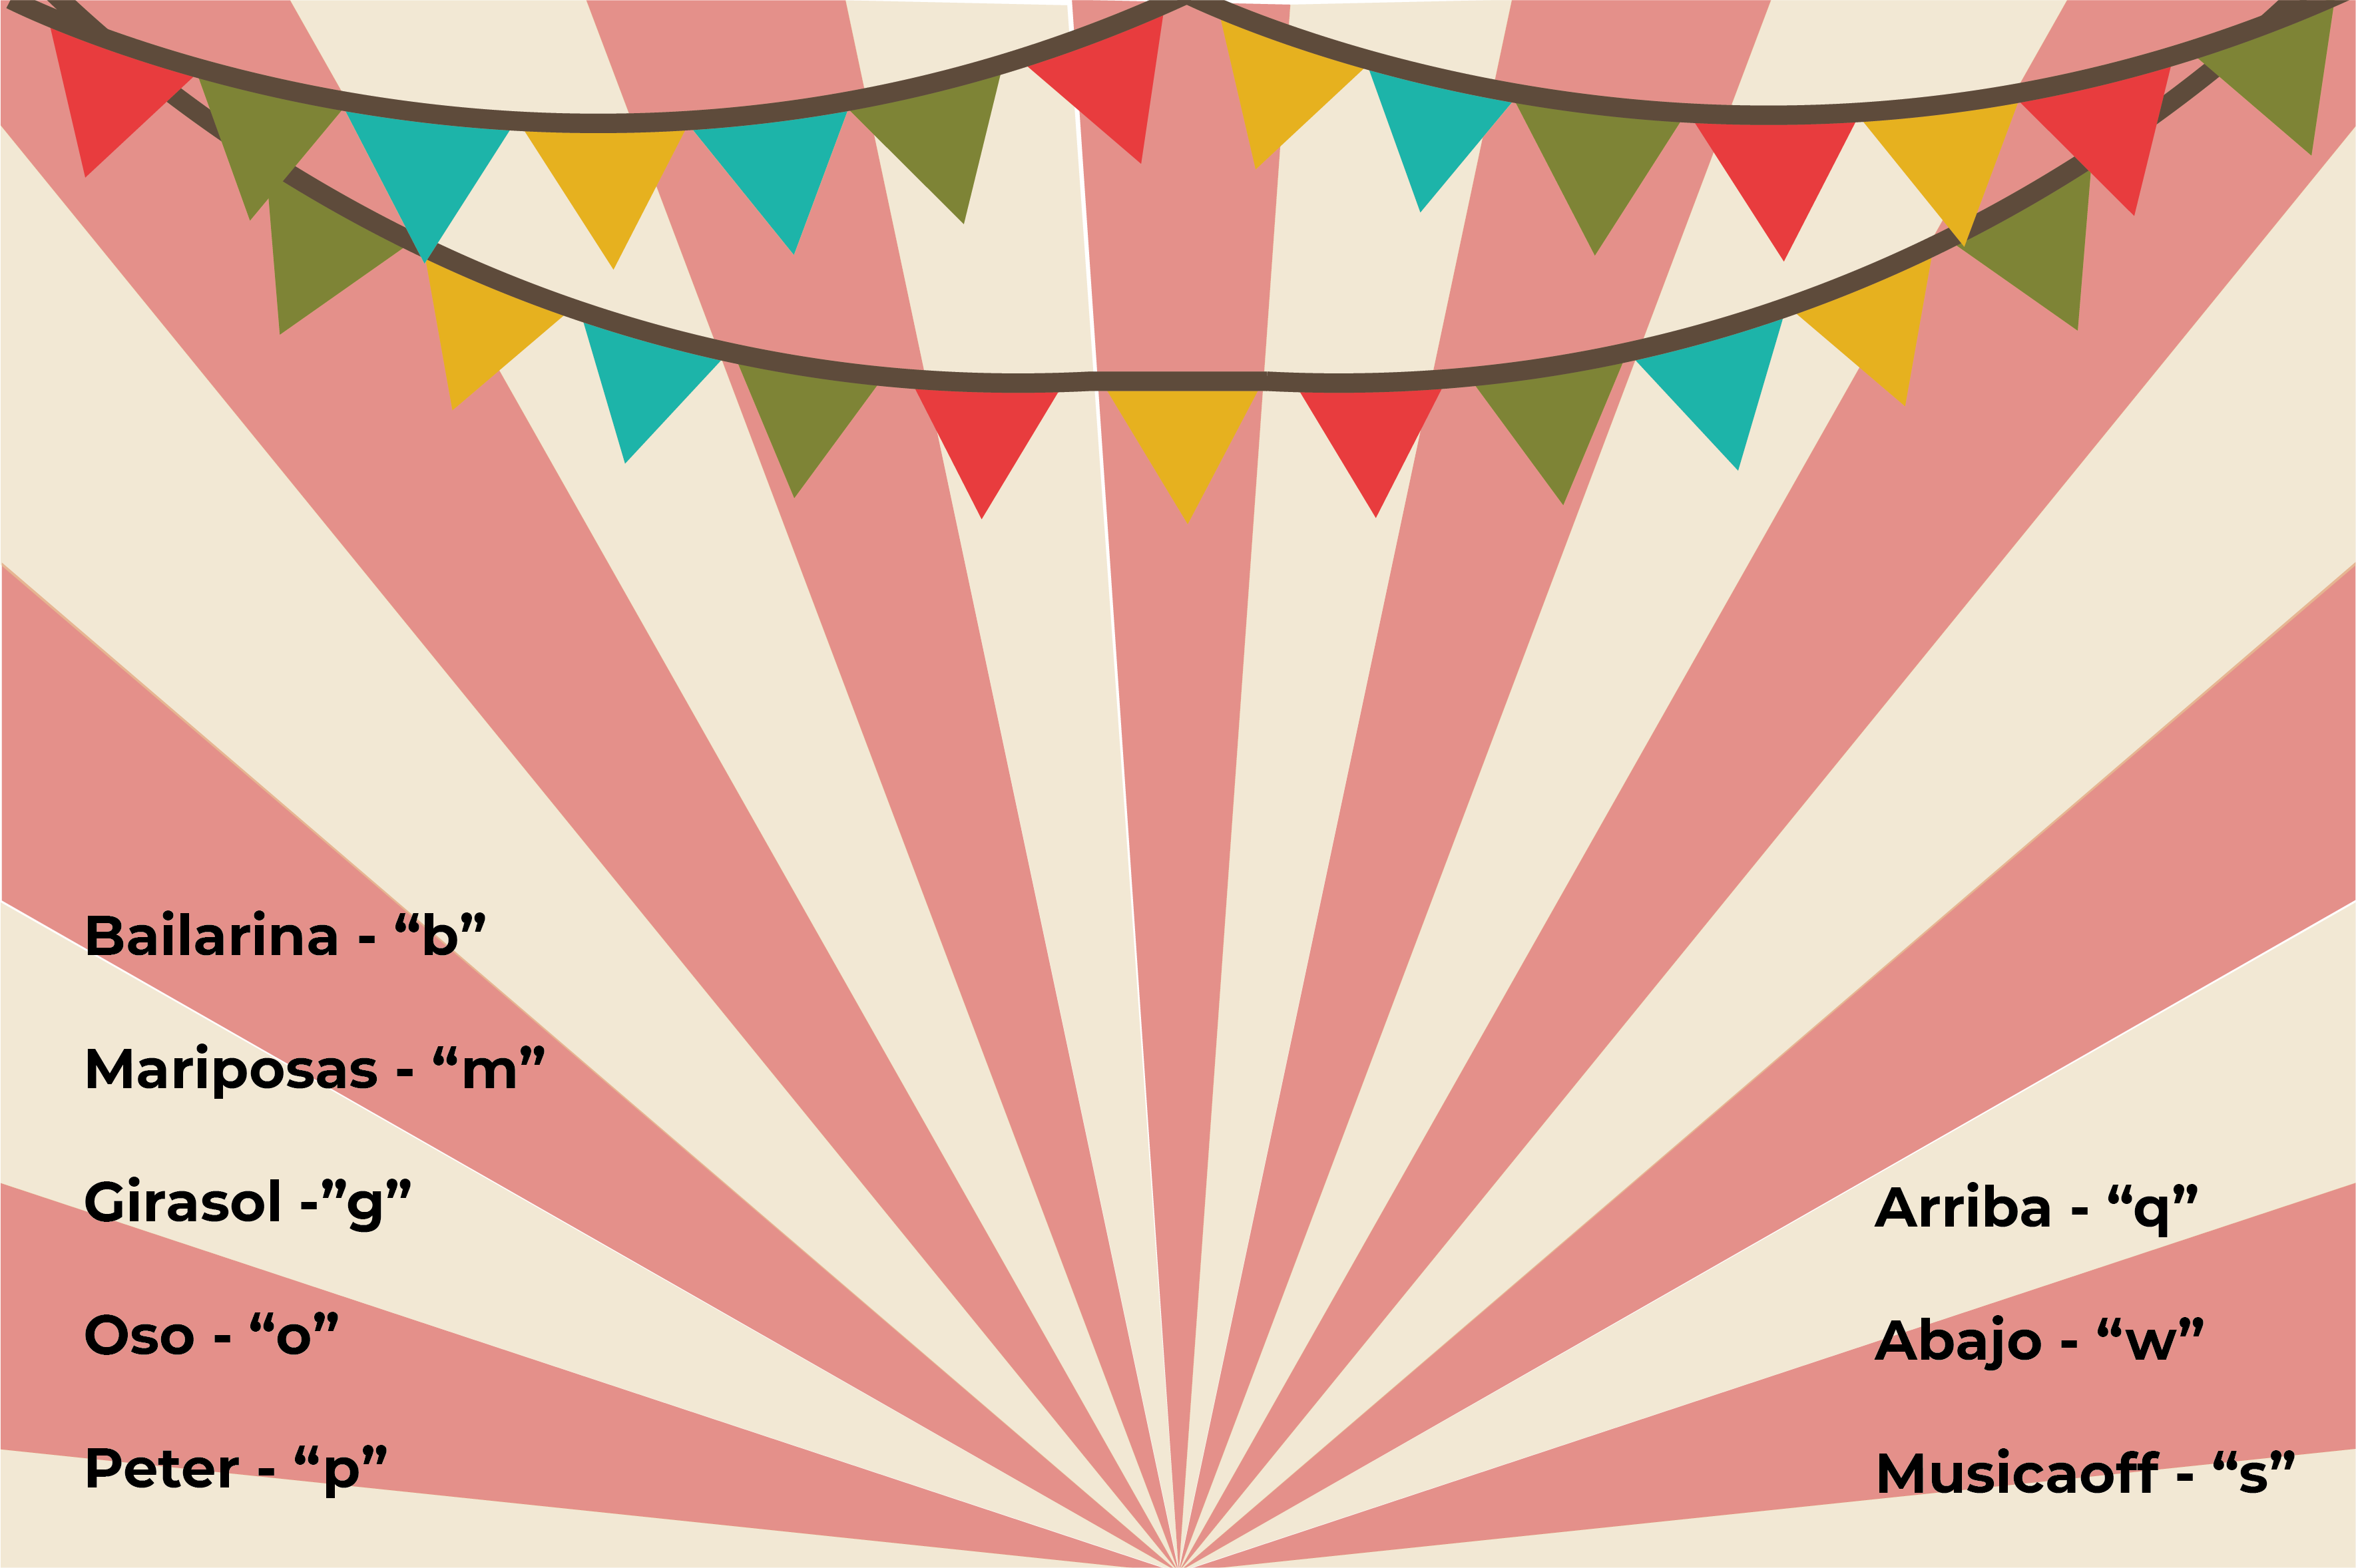 Bailarina - “b”
Mariposas - “m”
Girasol -”g”
Oso - “o”
Peter - “p”
Arriba - “q”
Abajo - “w”
Musicaoff - “s”